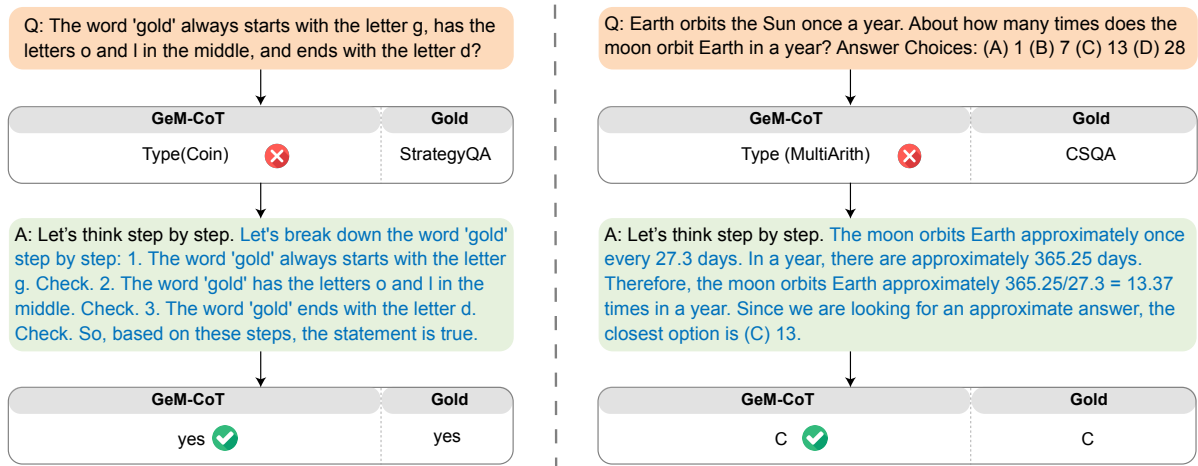 Q: The word 'gold' always starts with the letter g, has the
letters o and l in the middle, and ends with the letter d?
GeM-CoT Gold
Type(Coin) StrategyQA
A: Let's think step by step. Let's break down the word 'gold'
step by step: 1. The word 'gold' always starts with the letter
g. Check. 2. The word 'gold' has the letters o and l in the
middle. Check. 3. The word 'gold' ends with the letter d.
Check. So, based on these steps, the statement is true.
GeM-CoT Gold
yes yes
Q: Earth orbits the Sun once a year. About how many times does the
moon orbit Earth in a year? Answer Choices: (A) 1 (B) 7 (C) 13 (D) 28
GeM-CoT Gold
Type (MultiArith) CSQA
A: Let's think step by step. The moon orbits Earth approximately once
every 27.3 days. In a year, there are approximately 365.25 days.
Therefore, the moon orbits Earth approximately 365.25/27.3 = 13.37
times in a year. Since we are looking for an approximate answer, the
closest option is (C) 13.
GeM-CoT Gold
C C